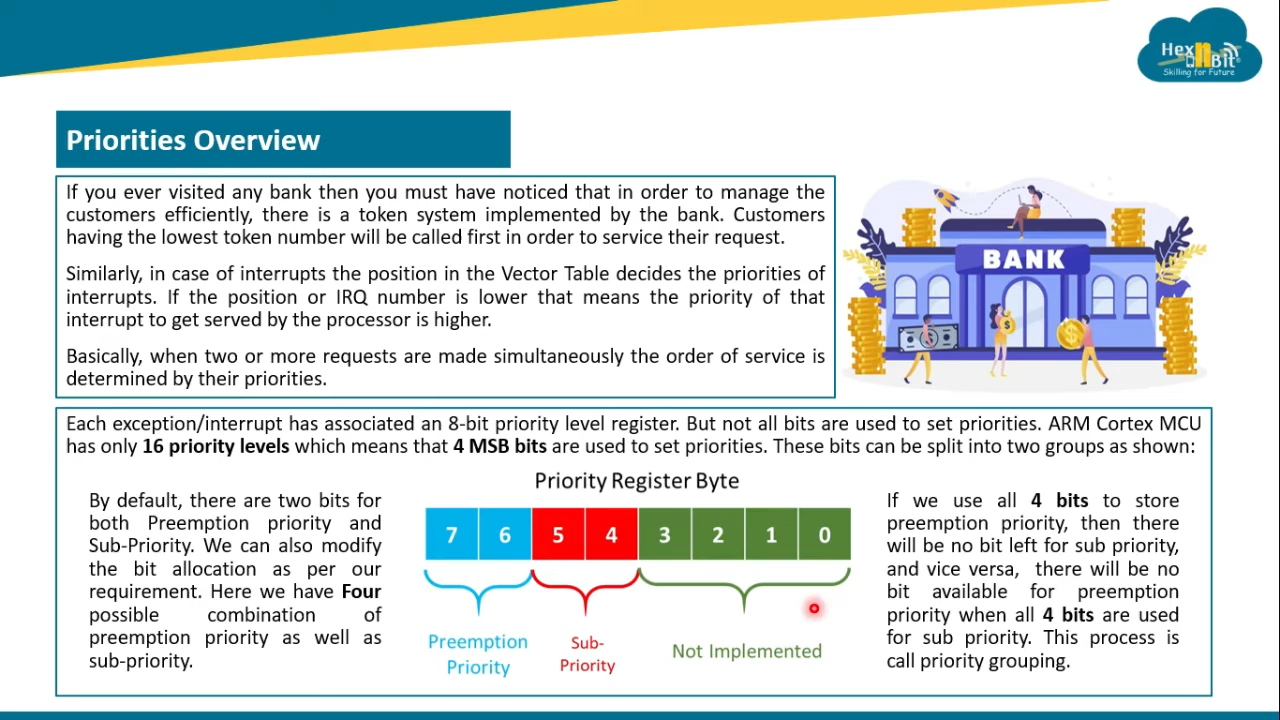 Hex n Bit®
Skilling for Future
Priorities Overview
If you ever visited any bank then you must have noticed that in order to manage the
customers efficiently, there is a token system implemented by the bank. Customers
having the lowest token number will be called first in order to service their request.
Similarly, in case of interrupts the position in the Vector Table decides the priorities of
interrupts. If the position or IRQ number is lower that means the priority of that
interrupt to get served by the processor is higher.
Basically, when two or more requests are made simultaneously the order of service is
determined by their priorities.
BANK
Each exception/interrupt has associated an 8-bit priority level register. But not all bits are used to set priorities. ARM Cortex MCU
has only 16 priority levels which means that 4 MSB bits are used to set priorities. These bits can be split into two groups as shown:
By default, there are two bits for
both Preemption priority and
Sub-Priority. We can also modify
the bit allocation as per our
requirement. Here we have Four
possible combination of
preemption priority as well as
sub-priority.
Priority Register Byte
7 6 5 4 3 2 1 0
Preemption
Priority
Sub-
Priority
Not Implemented
If we use all 4 bits to store
preemption priority, then there
will be no bit left for sub priority,
and vice versa, there will be no
bit available for preemption
priority when all 4 bits are used
for sub priority. This process is
call priority grouping.